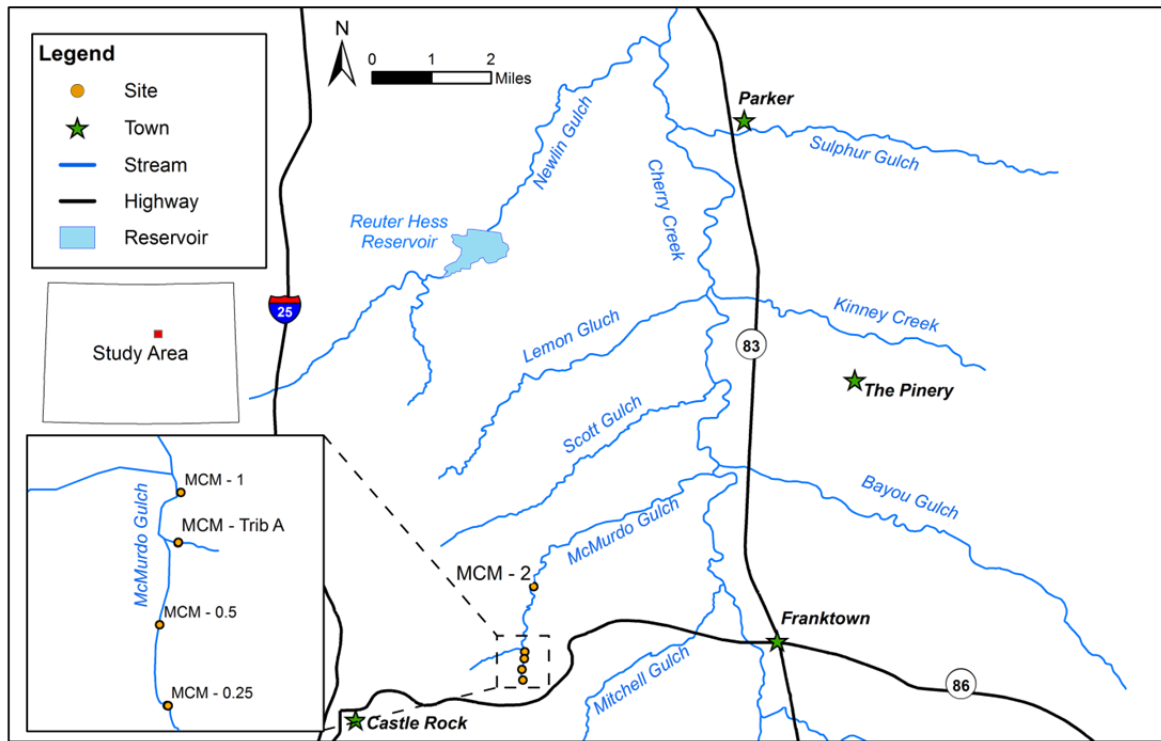 Legend
Site
Town
Stream
Highway
Reservoir
N
0 1 2
Miles
Newlin Gulch
Parker
Sulphur Gulch
Cherry Creek
Reuter Hess
Reservoir
25
Study Area
Lemon Gluch
Kinney Creek
83
The Pinery
Scott Gulch
Bayou Gulch
McMurdo Gulch
MCM - 2
Franktown
Mitchell Gulch
86
Castle Rock
MCM - 1
MCM - Trib A
McMurdo Gulch
MCM - 0.5
MCM - 0.25